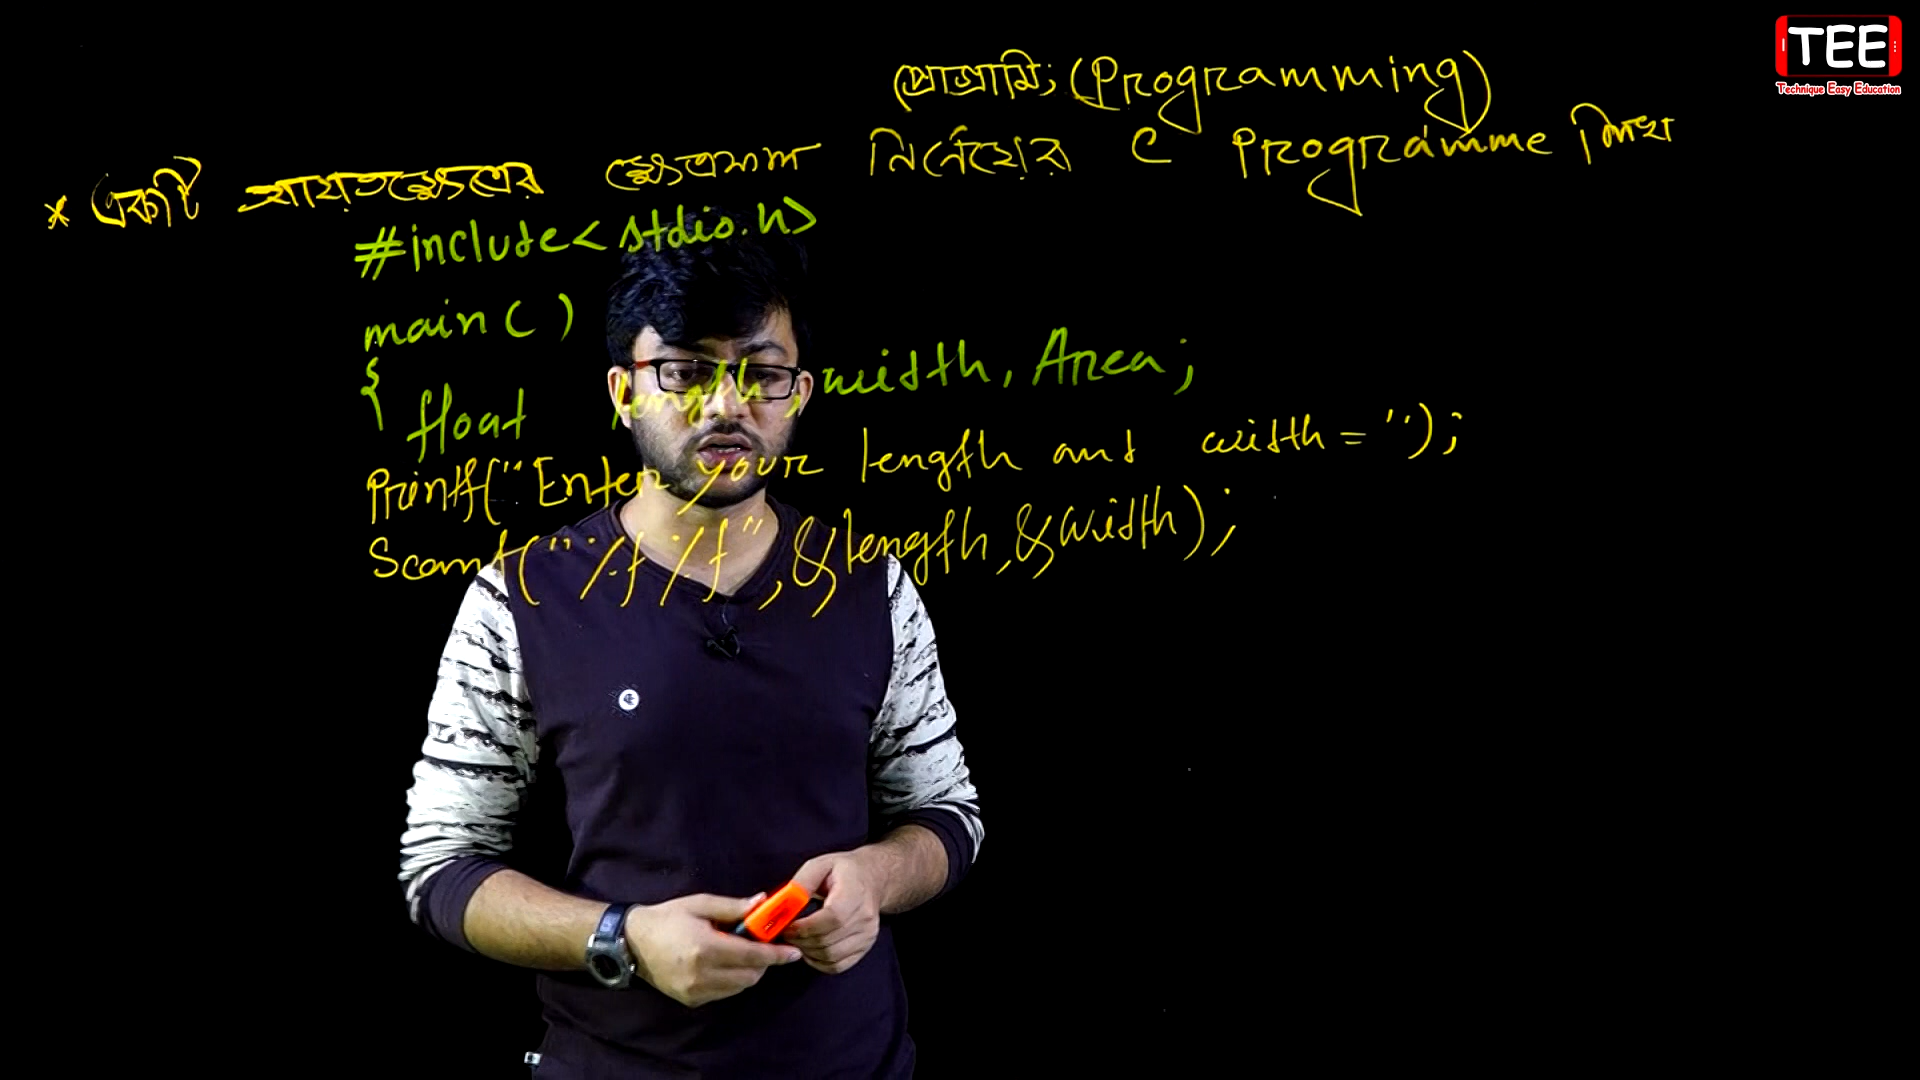 TEE
Technique Easy Education
প্রোগ্রামিং (Programming)
* একটি আয়তক্ষেত্রের ক্ষেত্রফল নির্ণয়ের C Programme লিখ
#include<stdio.h>
main()
{
float length, width, Area;
Printf("Enter your length and width = ");
Scanf("%f %f", &length, &width);